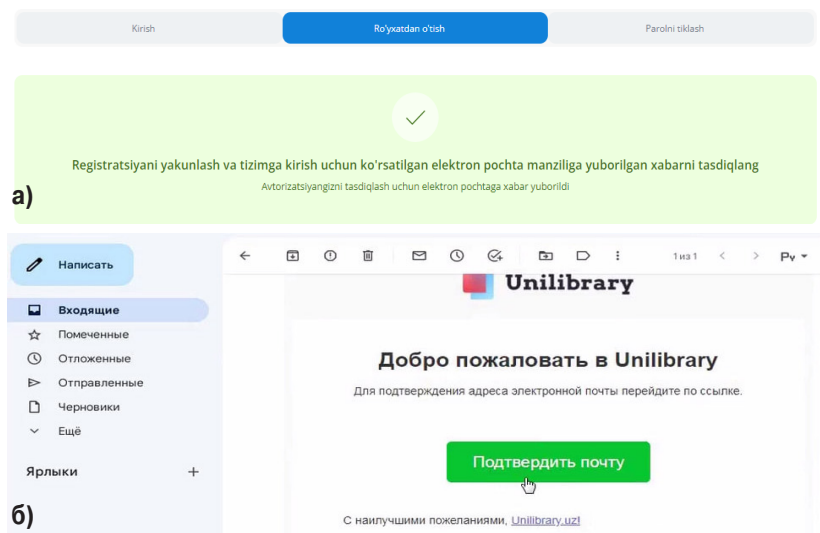 Kirish
Ro'yxatdan o'tish
Parolni tiklash
Registratsiyani yakunlash va tizimga kirish uchun ko'rsatilgan elektron pochta manziliga yuborilgan xabarni tasdiqlang
Avtorizatsiyangizni tasdiqlash uchun elektron pochtaga xabar yuborildi
а)
Написать
1 из 1
Ру
Unilibrary
Входящие
Помеченные
Отложенные
Отправленные
Черновики
Ещё
Ярлыки
Добро пожаловать в Unilibrary
Для подтверждения адреса электронной почты перейдите по ссылке.
Подтвердить почту
С наилучшими пожеланиями, Unilibrary.uz!
б)